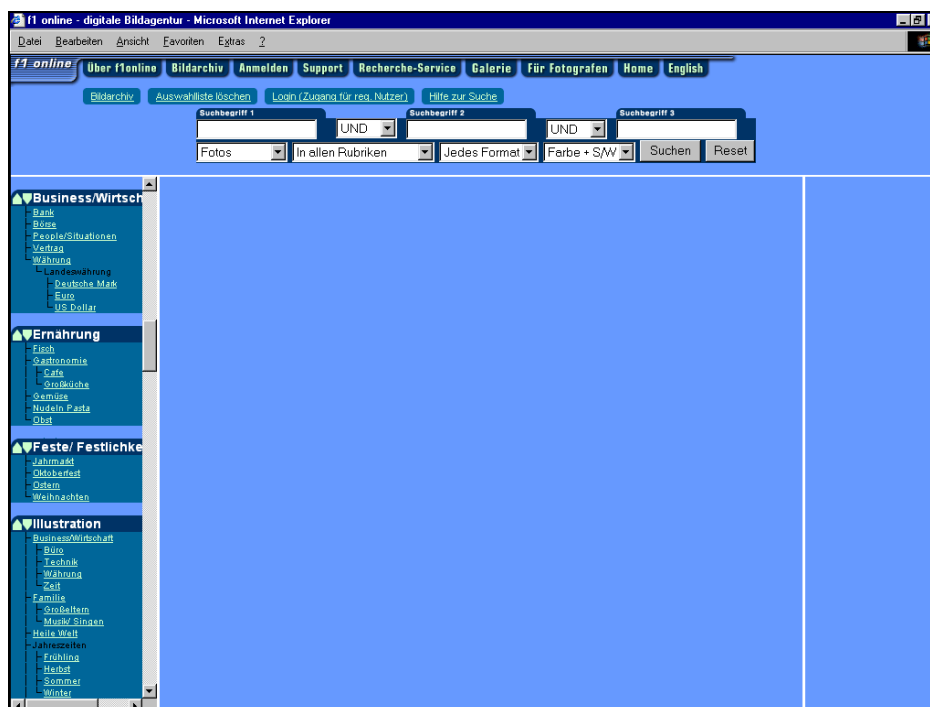 f1 online - digitale Bildagentur - Microsoft Internet Explorer
Datei Bearbeiten Ansicht Favoriten Extras ?
f1 online Über f1online Bildarchiv Anmelden Support Recherche-Service Galerie Für Fotografen Home English
Bildarchiv Auswahlliste löschen Login (Zugang für reg. Nutzer) Hilfe zur Suche
Suchbegriff 1 Suchbegriff 2 Suchbegriff 3
UND UND
Fotos In allen Rubriken Jedes Format Farbe + S/W Suchen Reset
Business/Wirtsch
Bank
Börse
People/Situationen
Vertrag
Währung
Landeswährung
Deutsche Mark
Euro
US Dollar
Ernährung
Fisch
Gastronomie
Cafe
Großküche
Gemüse
Nudeln Pasta
Obst
Feste/ Festlichke
Jahrmarkt
Oktoberfest
Ostern
Weihnachten
Illustration
Business/Wirtschaft
Büro
Technik
Währung
Zeit
Familie
Großeltern
Musik/ Singen
Heile Welt
Jahreszeiten
Frühling
Herbst
Sommer
Winter